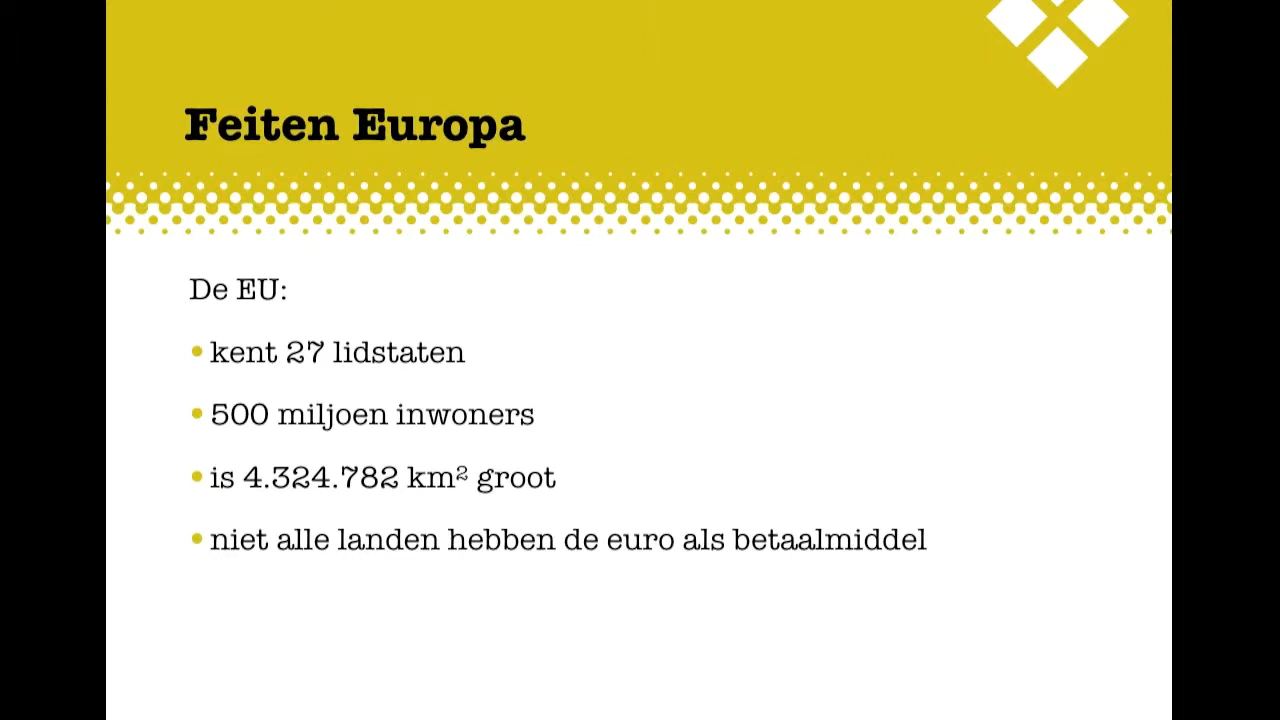 Feiten Europa
De EU:
• kent 27 lidstaten
• 500 miljoen inwoners
• is 4.324.782 km² groot
• niet alle landen hebben de euro als betaalmiddel